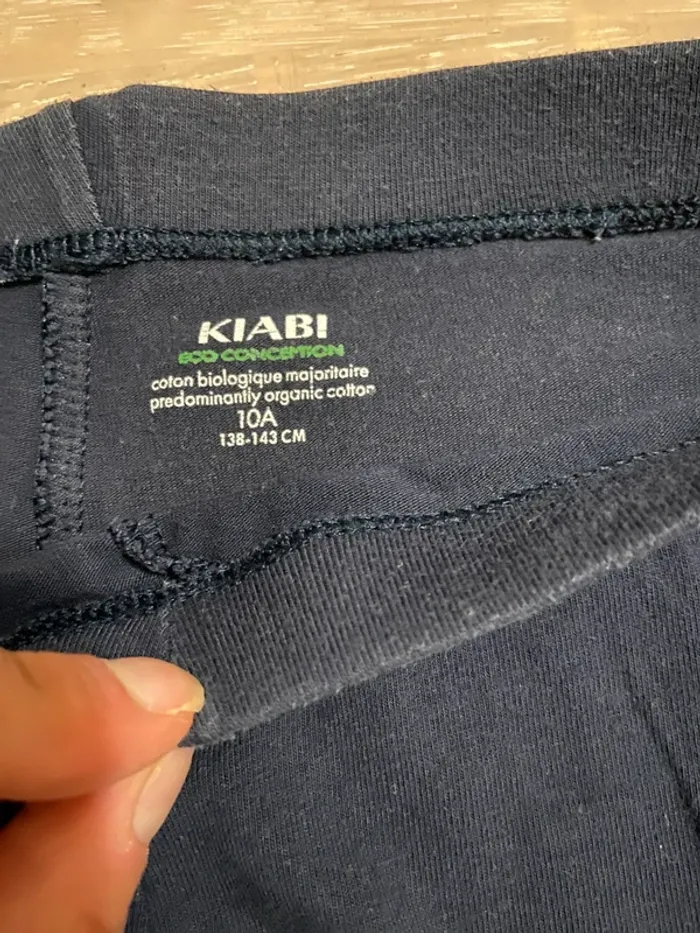 KIABI
ECO CONCEPTION
coton biologique majoritaire
predominantly organic cotton
10A
138-143 CM